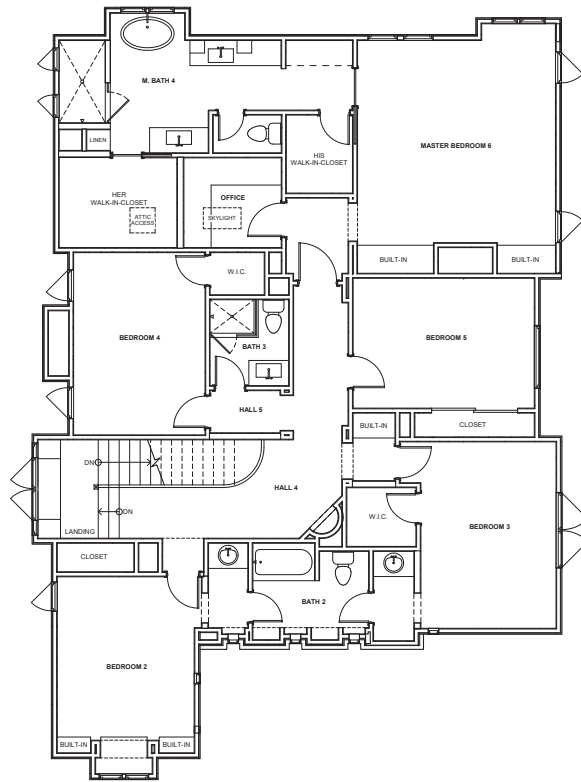 M. BATH 4
LINEN
HIS
WALK-IN-CLOSET
MASTER BEDROOM 6
HER
WALK-IN-CLOSET
ATTIC
ACCESS
OFFICE
SKYLIGHT
BUILT-IN
BUILT-IN
W.I.C.
BEDROOM 4
BATH 3
BEDROOM 5
HALL 5
BUILT-IN
CLOSET
DN
HALL 4
DN
LANDING
W.I.C.
BEDROOM 3
CLOSET
BATH 2
BEDROOM 2
BUILT-IN
BUILT-IN